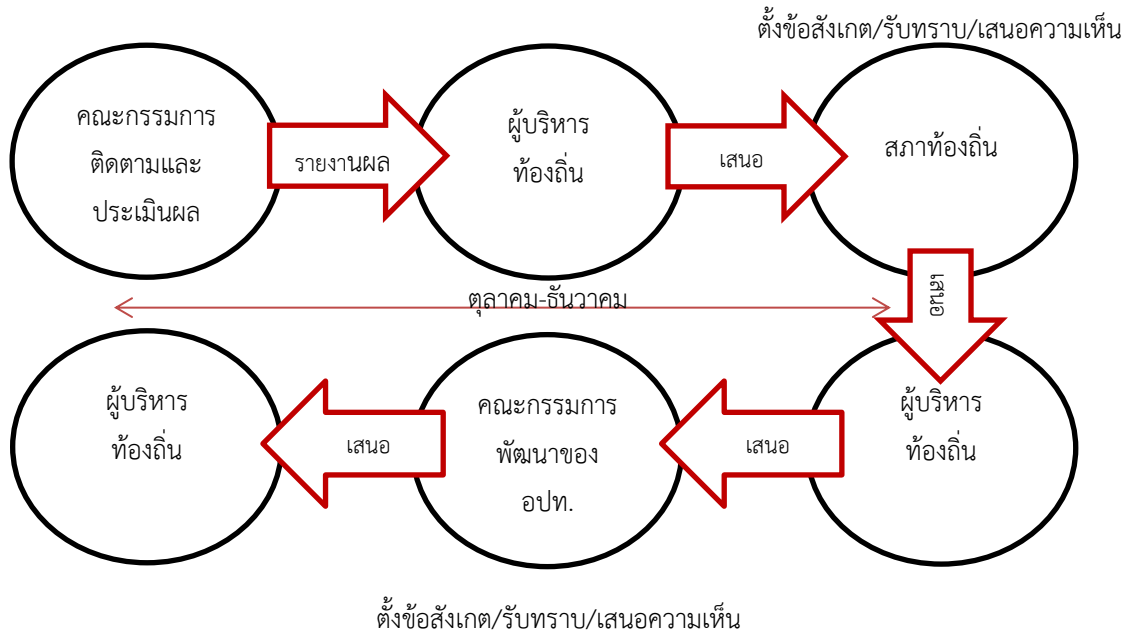 ตั้งข้อสังเกต/รับทราบ/เสนอความเห็น
คณะกรรมการ
ติดตามและ
ประเมินผล
รายงานผล
ผู้บริหาร
ท้องถิ่น
เสนอ
สภาท้องถิ่น
เสนอ
ตุลาคม-ธันวาคม
ผู้บริหาร
ท้องถิ่น
เสนอ
คณะกรรมการ
พัฒนาของ
อปท.
เสนอ
ผู้บริหาร
ท้องถิ่น
ตั้งข้อสังเกต/รับทราบ/เสนอความเห็น